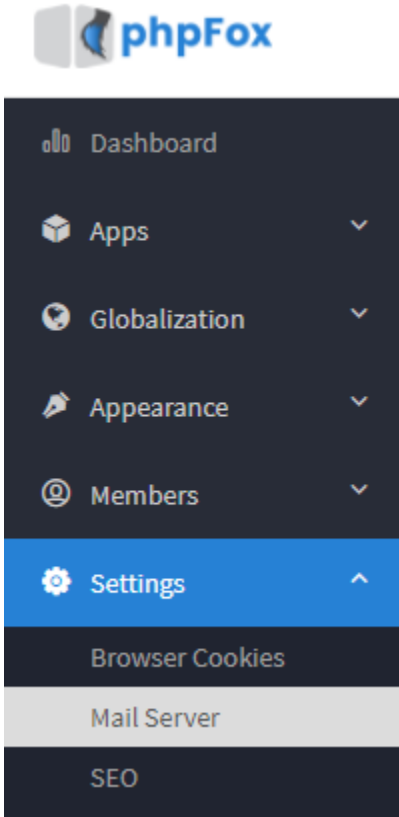 phpFox
Dashboard
Apps
Globalization
Appearance
Members
Settings
Browser Cookies
Mail Server
SEO